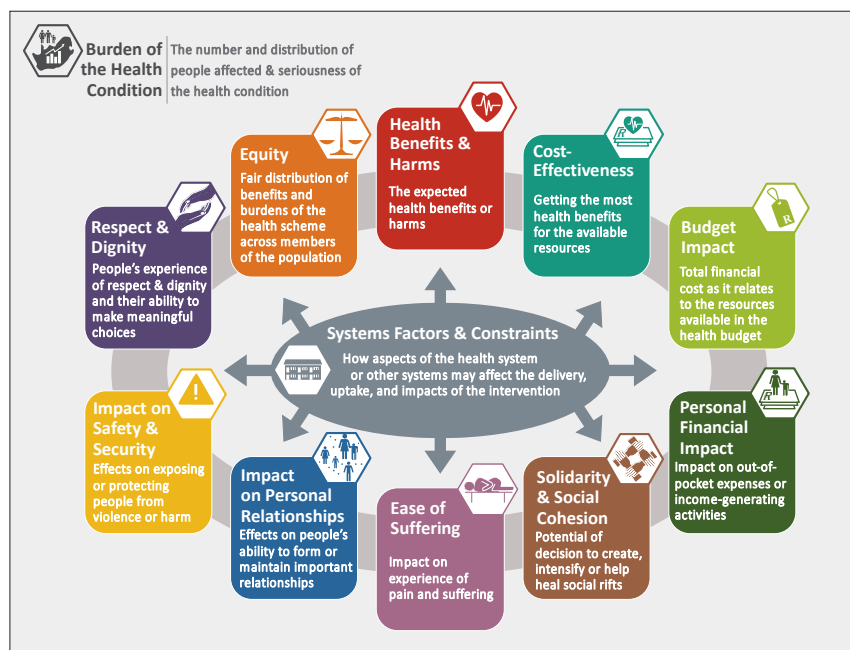 Burden of
the Health
Condition
The number and distribution of
people affected & seriousness of
the health condition
Health
Benefits &
Harms
The expected
health benefits or
harms
Equity
Fair distribution of
benefits and
burdens of the
health scheme
across members
of the population
Cost-
Effectiveness
Getting the most
health benefits
for the available
resources
R
Respect &
Dignity
People's experience
of respect & dignity
and their ability to
make meaningful
choices
Budget
Impact
Total financial
cost as it relates
to the resources
available in the
health budget
R
Systems Factors & Constraints
How aspects of the health system
or other systems may affect the delivery,
uptake, and impacts of the intervention
Impact on
Safety &
Security
Effects on exposing
or protecting
people from
violence or harm
Personal
Financial
Impact
Impact on out-of-
pocket expenses or
income-generating
activities
R
Impact
on Personal
Relationships
Effects on people's
ability to form or
maintain important
relationships
Ease of
Suffering
Impact on
experience of
pain and suffering
Solidarity
& Social
Cohesion
Potential of
decision to create,
intensify or help
heal social rifts